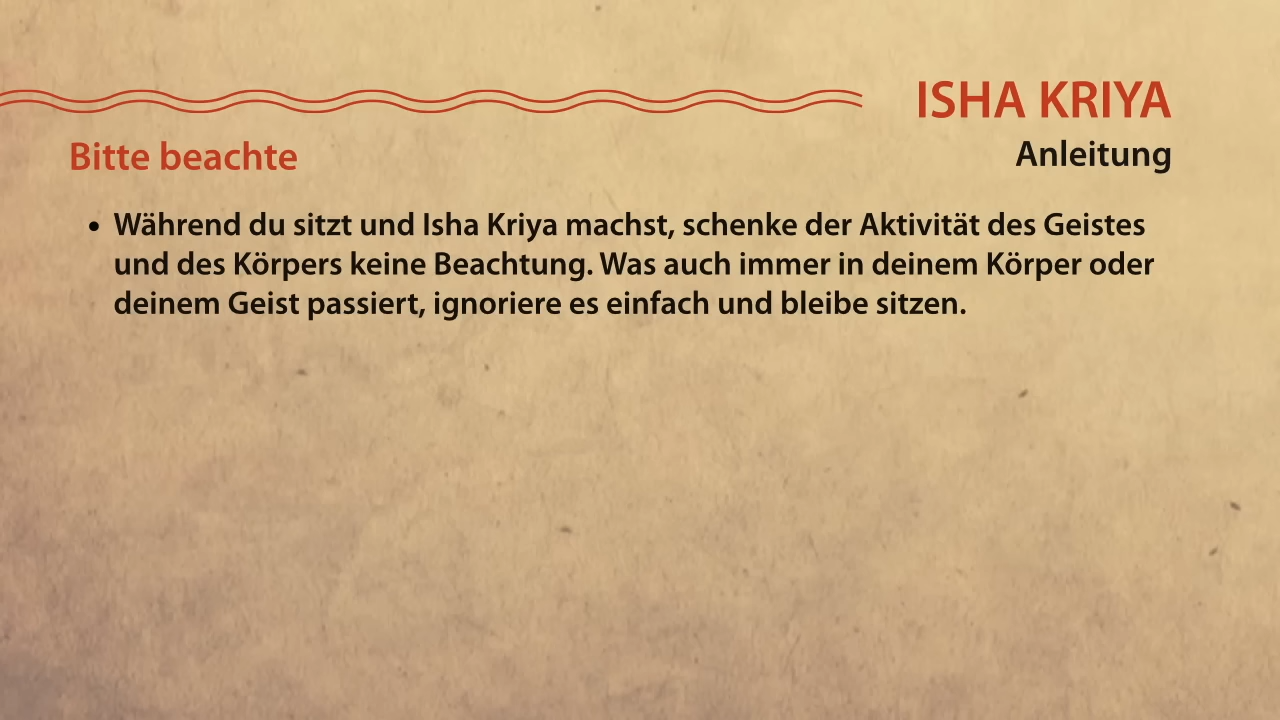 ISHA KRIYA
Anleitung
Bitte beachte
• Während du sitzt und Isha Kriya machst, schenke der Aktivität des Geistes
und des Körpers keine Beachtung. Was auch immer in deinem Körper oder
deinem Geist passiert, ignoriere es einfach und bleibe sitzen.